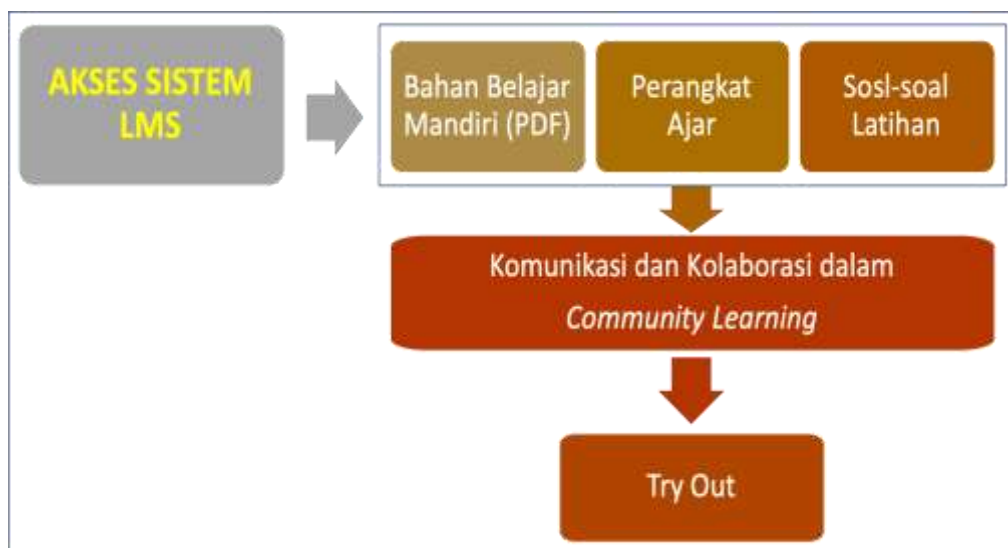 AKSES SISTEM
LMS
Bahan Belajar
Mandiri (PDF)
Perangkat
Ajar
Sosl-soal
Latihan
Komunikasi dan Kolaborasi dalam
Community Learning
Try Out